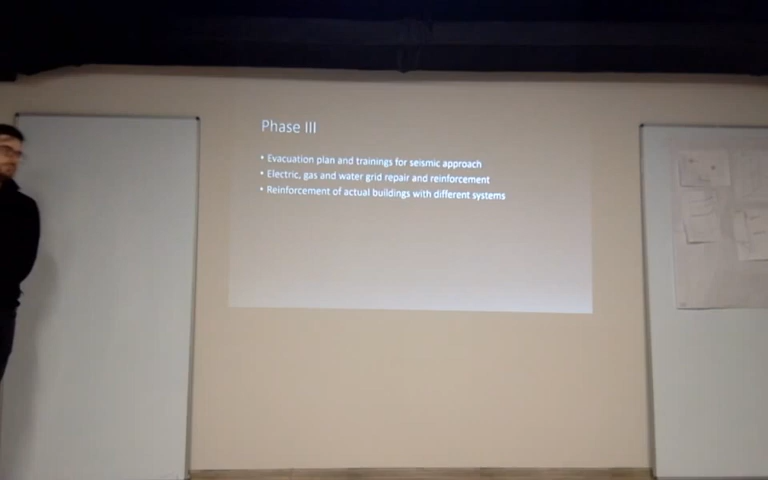 Phase III
• Evacuation plan and trainings for seismic approach
• Electric, gas and water grid repair and reinforcement
• Reinforcement of actual buildings with different systems